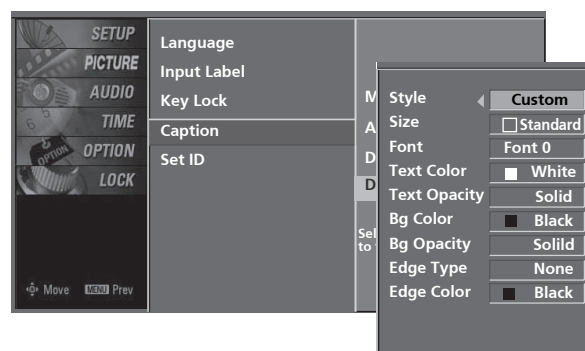 SETUP
PICTURE
AUDIO
TIME
OPTION
LOCK
Move MENU Prev
Language
Input Label
Key Lock
Caption
Set ID
M
A
D
D
Sel
to
Style Custom
Size Standard
Font Font 0
Text Color White
Text Opacity Solid
Bg Color Black
Bg Opacity Solild
Edge Type None
Edge Color Black